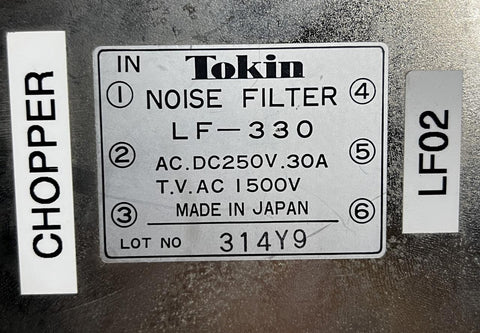 CHOPPER
IN Tokin
① NOISE FILTER ④
LF-330
② AC.DC250V.30A ⑤
T.V.AC 1500V
③ MADE IN JAPAN ⑥
LOT NO 314Y9
LF02